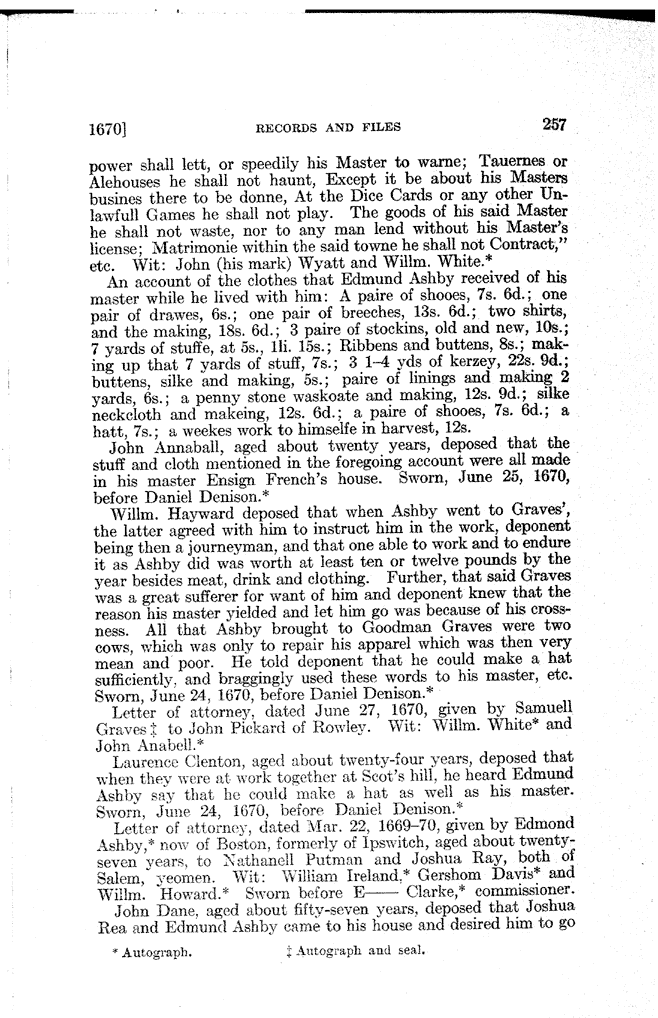 1670] RECORDS AND FILES 257
power shall lett, or speedily his Master to warne; Tauernes or
Alehouses he shall not haunt, Except it be about his Masters
busines there to be donne, At the Dice Cards or any other Un-
lawfull Games he shall not play. The goods of his said Master
he shall not waste, nor to any man lend without his Master's
license; Matrimonie within the said towne he shall not Contract,"
etc. Wit: John (his mark) Wyatt and Willm. White.*
An account of the clothes that Edmund Ashby received of his
master while he lived with him: A paire of shooes, 7s. 6d.; one
pair of drawes, 6s.; one pair of breeches, 13s. 6d.; two shirts,
and the making, 18s. 6d.; 3 paire of stockins, old and new, 10s.;
7 yards of stuffe, at 5s., 1li. 15s.; Ribbens and buttens, 8s.; mak-
ing up that 7 yards of stuff, 7s.; 3 1-4 yds of kerzey, 22s. 9d.;
buttens, silke and making, 5s.; paire of linings and making 2
yards, 6s.; a penny stone waskoate and making, 12s. 9d.; silke
neckcloth and makeing, 12s. 6d.; a paire of shooes, 7s. 6d.; a
hatt, 7s.; a weekes work to himselfe in harvest, 12s.
John Annaball, aged about twenty years, deposed that the
stuff and cloth mentioned in the foregoing account were all made
in his master Ensign French's house. Sworn, June 25, 1670,
before Daniel Denison.*
Willm. Hayward deposed that when Ashby went to Graves',
the latter agreed with him to instruct him in the work, deponent
being then a journeyman, and that one able to work and to endure
it as Ashby did was worth at least ten or twelve pounds by the
year besides meat, drink and clothing. Further, that said Graves
was a great sufferer for want of him and deponent knew that the
reason his master yielded and let him go was because of his cross-
ness. All that Ashby brought to Goodman Graves were two
cows, which was only to repair his apparel which was then very
mean and poor. He told deponent that he could make a hat
sufficiently, and braggingly used these words to his master, etc.
Sworn, June 24, 1670, before Daniel Denison.*
Letter of attorney, dated June 27, 1670, given by Samuell
Graves‡ to John Pickard of Rowley. Wit: Willm. White* and
John Anabell.*
Laurence Clenton, aged about twenty-four years, deposed that
when they were at work together at Scot's hill, he heard Edmund
Ashby say that he could make a hat as well as his master.
Sworn, June 24, 1670, before Daniel Denison.*
Letter of attorney, dated Mar. 22, 1669-70, given by Edmond
Ashby,* now of Boston, formerly of Ipswitch, aged about twenty-
seven years, to Nathanell Putman and Joshua Ray, both of
Salem, yeomen. Wit: William Ireland,* Gershom Davis* and
Willm. Howard.* Sworn before E—— Clarke,* commissioner.
John Dane, aged about fifty-seven years, deposed that Joshua
Rea and Edmund Ashby came to his house and desired him to go
* Autograph. ‡ Autograph and seal.